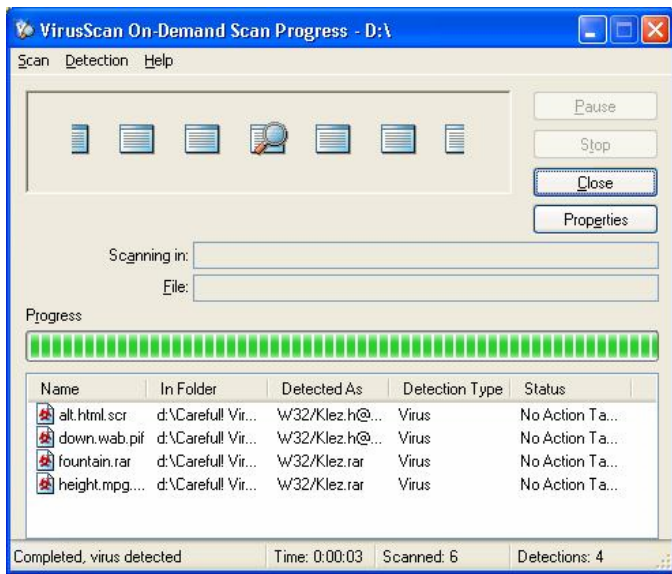 VirusScan On-Demand Scan Progress - D:\
Scan Detection Help
Pause
Stop
Close
Properties
Scanning in:
File:
Progress
Name In Folder Detected As Detection Type Status
alt.html.scr d:\Careful! Vir... W32/Klez.h@... Virus No Action Ta...
down.wab.pif d:\Careful! Vir... W32/Klez.h@... Virus No Action Ta...
fountain.rar d:\Careful! Vir... W32/Klez.rar Virus No Action Ta...
height.mpg.... d:\Careful! Vir... W32/Klez.rar Virus No Action Ta...
Completed, virus detected Time: 0:00:03 Scanned: 6 Detections: 4